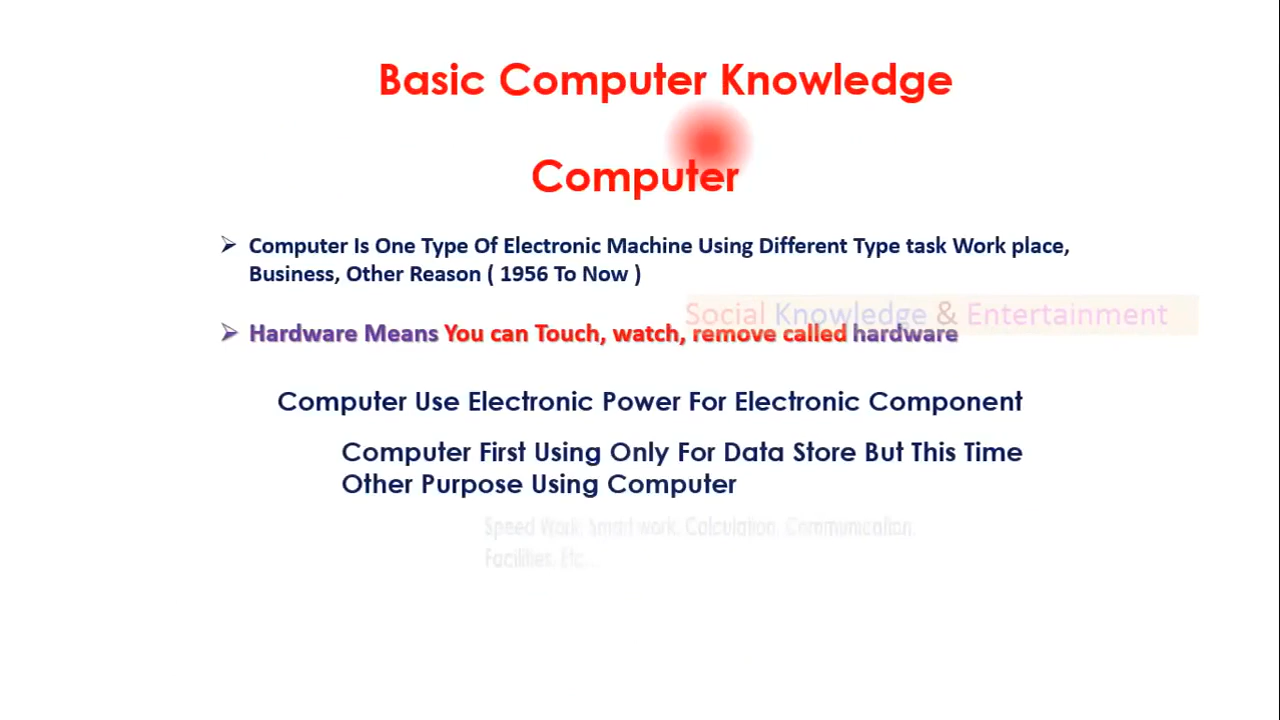 Basic Computer Knowledge
Computer
Computer Is One Type Of Electronic Machine Using Different Type task Work place,
Business, Other Reason ( 1956 To Now )
Social Knowledge & Entertainment
Hardware Means You can Touch, watch, remove called hardware
Computer Use Electronic Power For Electronic Component
Computer First Using Only For Data Store But This Time
Other Purpose Using Computer
Speed Work, Smart work, Calculation, Communication,
Facilities, Etc..